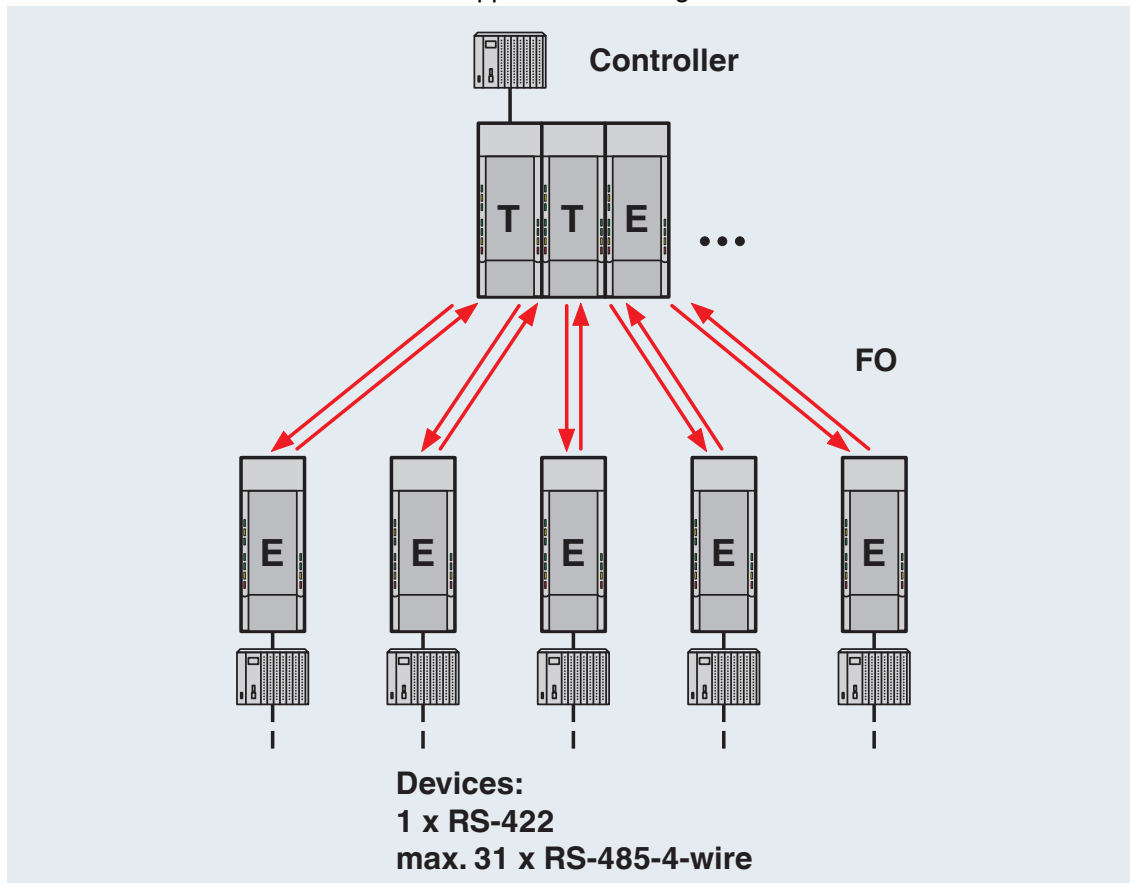 Controller
T T E ...
FO
E E E E E
Devices:
1 x RS-422
max. 31 x RS-485-4-wire